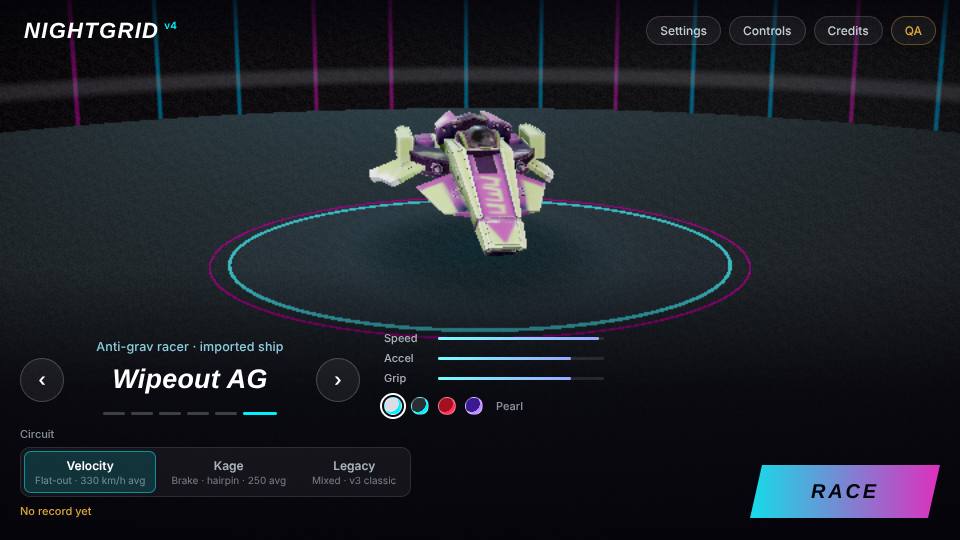 NIGHTGRID v4
Settings
Controls
Credits
QA
Anti-grav racer · imported ship
‹
Wipeout AG
›
Speed
Accel
Grip
Pearl
Circuit
Velocity
Flat-out · 330 km/h avg
Kage
Brake · hairpin · 250 avg
Legacy
Mixed · v3 classic
No record yet
RACE